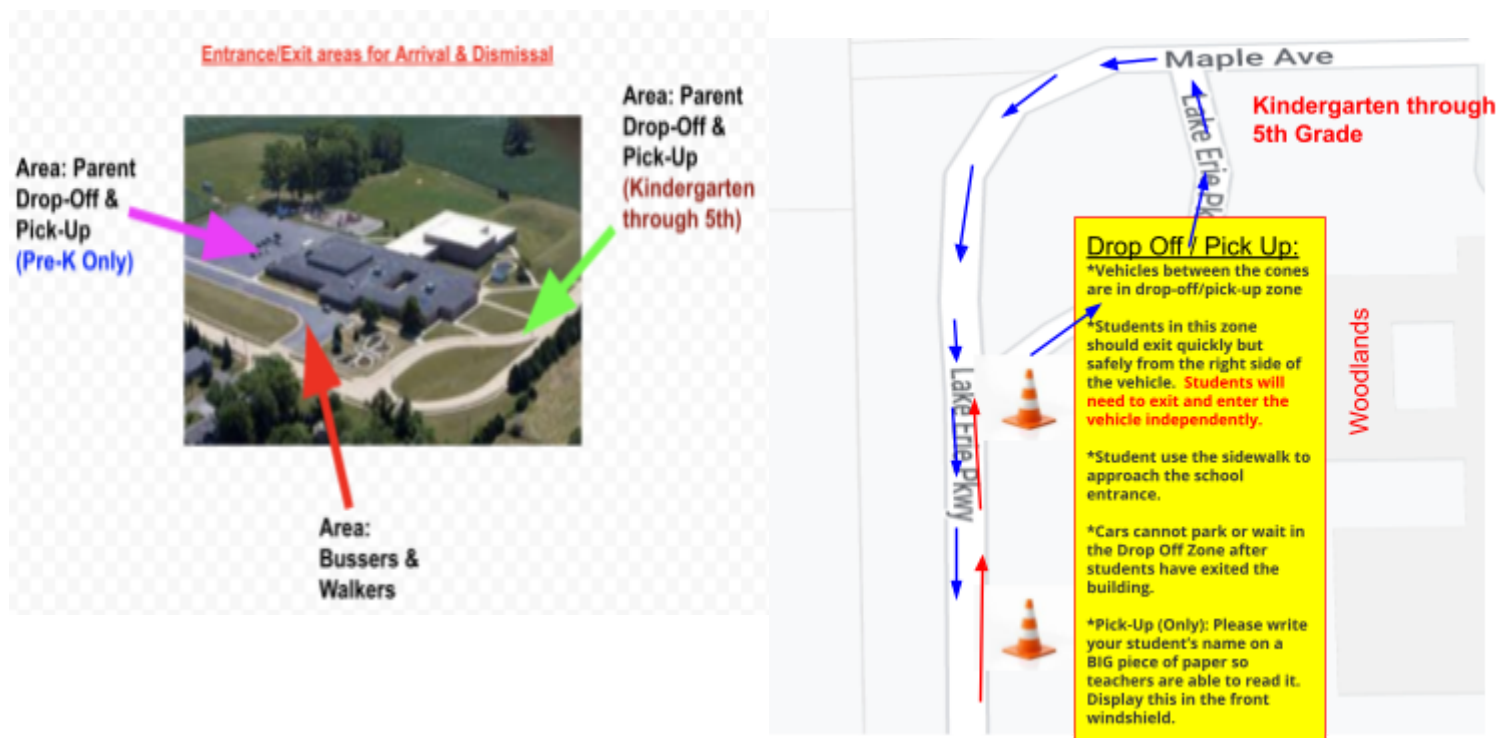 Entrance/Exit areas for Arrival & Dismissal
Area: Parent
Drop-Off &
Pick-Up
(Pre-K Only)
Area: Parent
Drop-Off &
Pick-Up
(Kindergarten
through 5th)
Area:
Bussers &
Walkers
Maple Ave
Lake Erie Pk
Kindergarten through
5th Grade
Lake Erie Pkwy
Drop Off / Pick Up:
*Vehicles between the cones
are in drop-off/pick-up zone
*Students in this zone
should exit quickly but
safely from the right side of
the vehicle. Students will
need to exit and enter the
vehicle independently.
*Student use the sidewalk to
approach the school
entrance.
*Cars cannot park or wait in
the Drop Off Zone after
students have exited the
building.
*Pick-Up (Only): Please write
your student's name on a
BIG piece of paper so
teachers are able to read it.
Display this in the front
windshield.
Woodlands